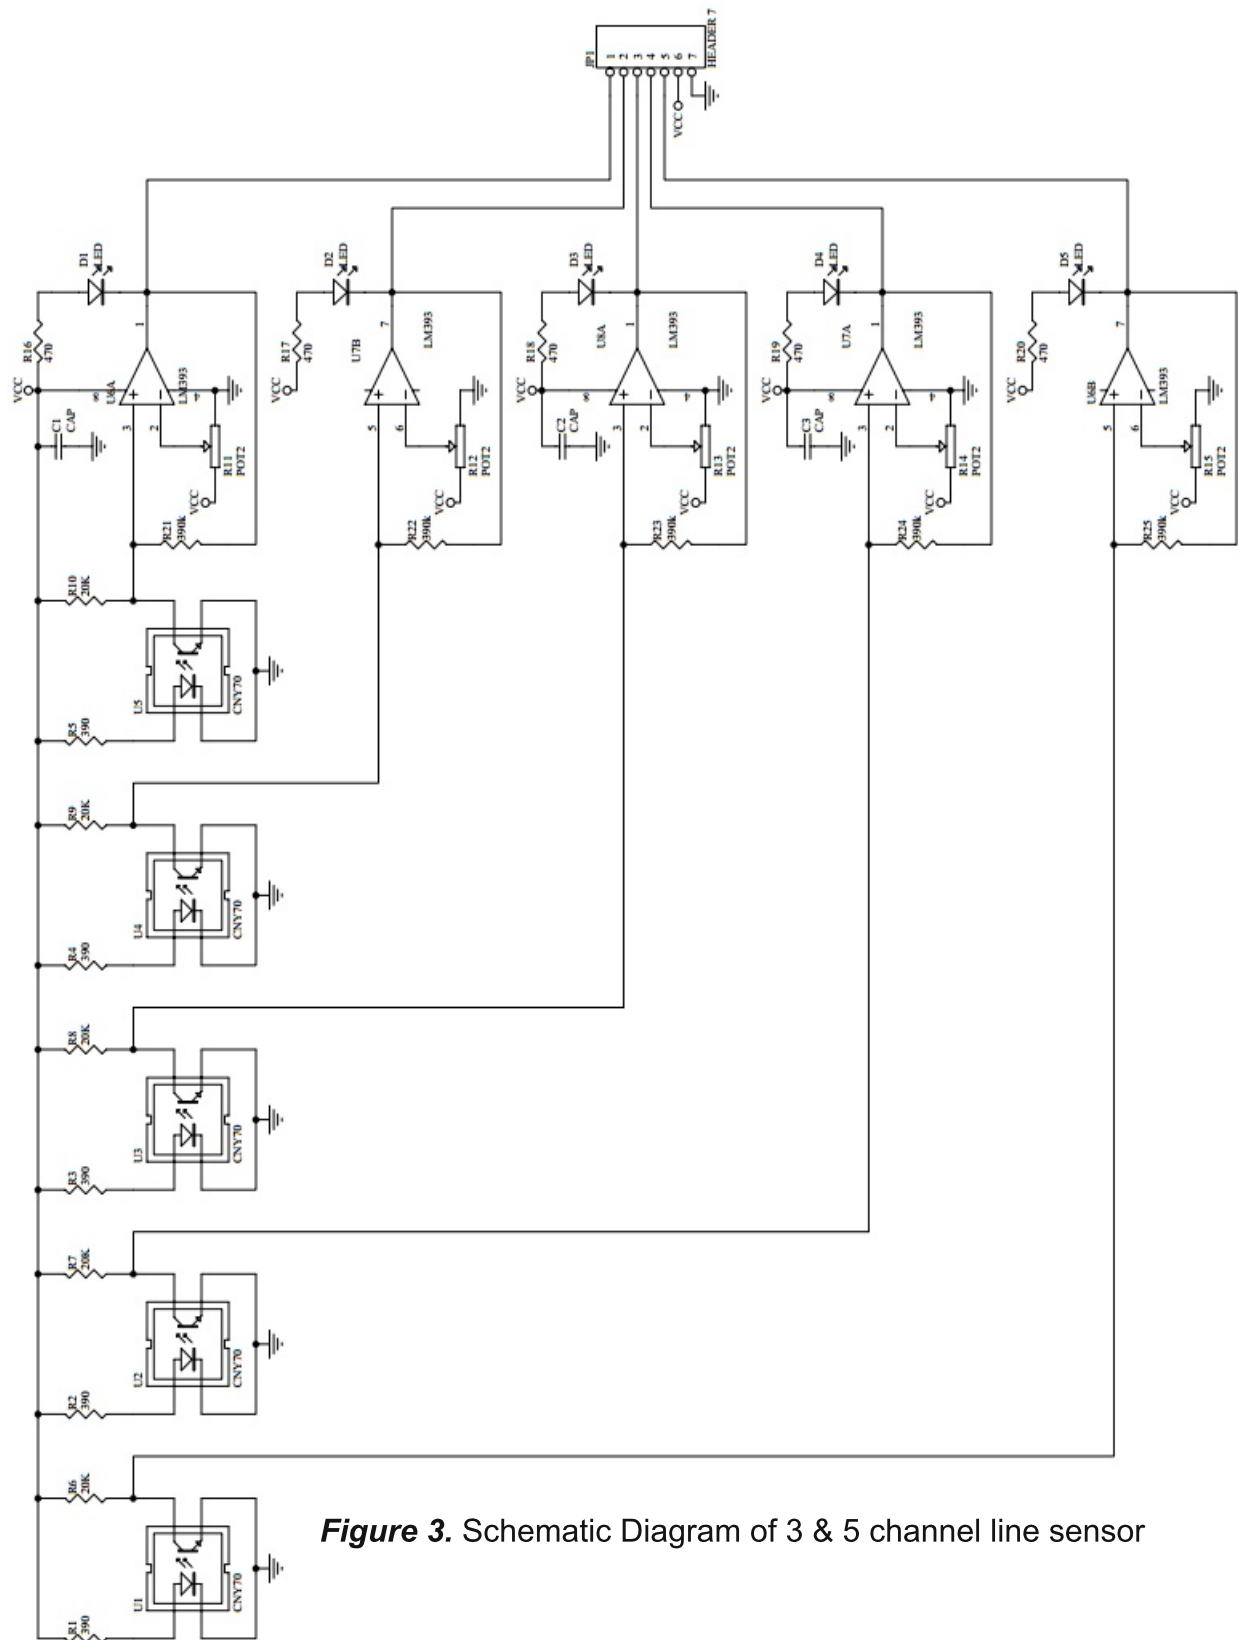 HEADER 7
JP1
1
2
3
4
5
6
7
VCC
D1
LED
R16
470
VCC
C1
CAP
U6A
LM393
8
1
3
2
4
R11
POT2
VCC
R21
390k
D2
LED
R17
470
VCC
U7B
LM393
7
5
6
R12
POT2
VCC
R22
390k
D3
LED
R18
470
VCC
C2
CAP
U8A
LM393
8
1
3
2
4
R13
POT2
VCC
R23
390k
D4
LED
R19
470
VCC
C3
CAP
U7A
LM393
8
1
3
2
4
R14
POT2
VCC
R24
390k
D5
LED
R20
470
VCC
U6B
LM393
7
5
6
R15
POT2
VCC
R25
390k
R10
20K
U5
CNY70
R5
390
R9
20K
U4
CNY70
R4
390
R8
20K
U3
CNY70
R3
390
R7
20K
U2
CNY70
R2
390
R6
20K
U1
CNY70
R1
390
Figure 3. Schematic Diagram of 3 & 5 channel line sensor